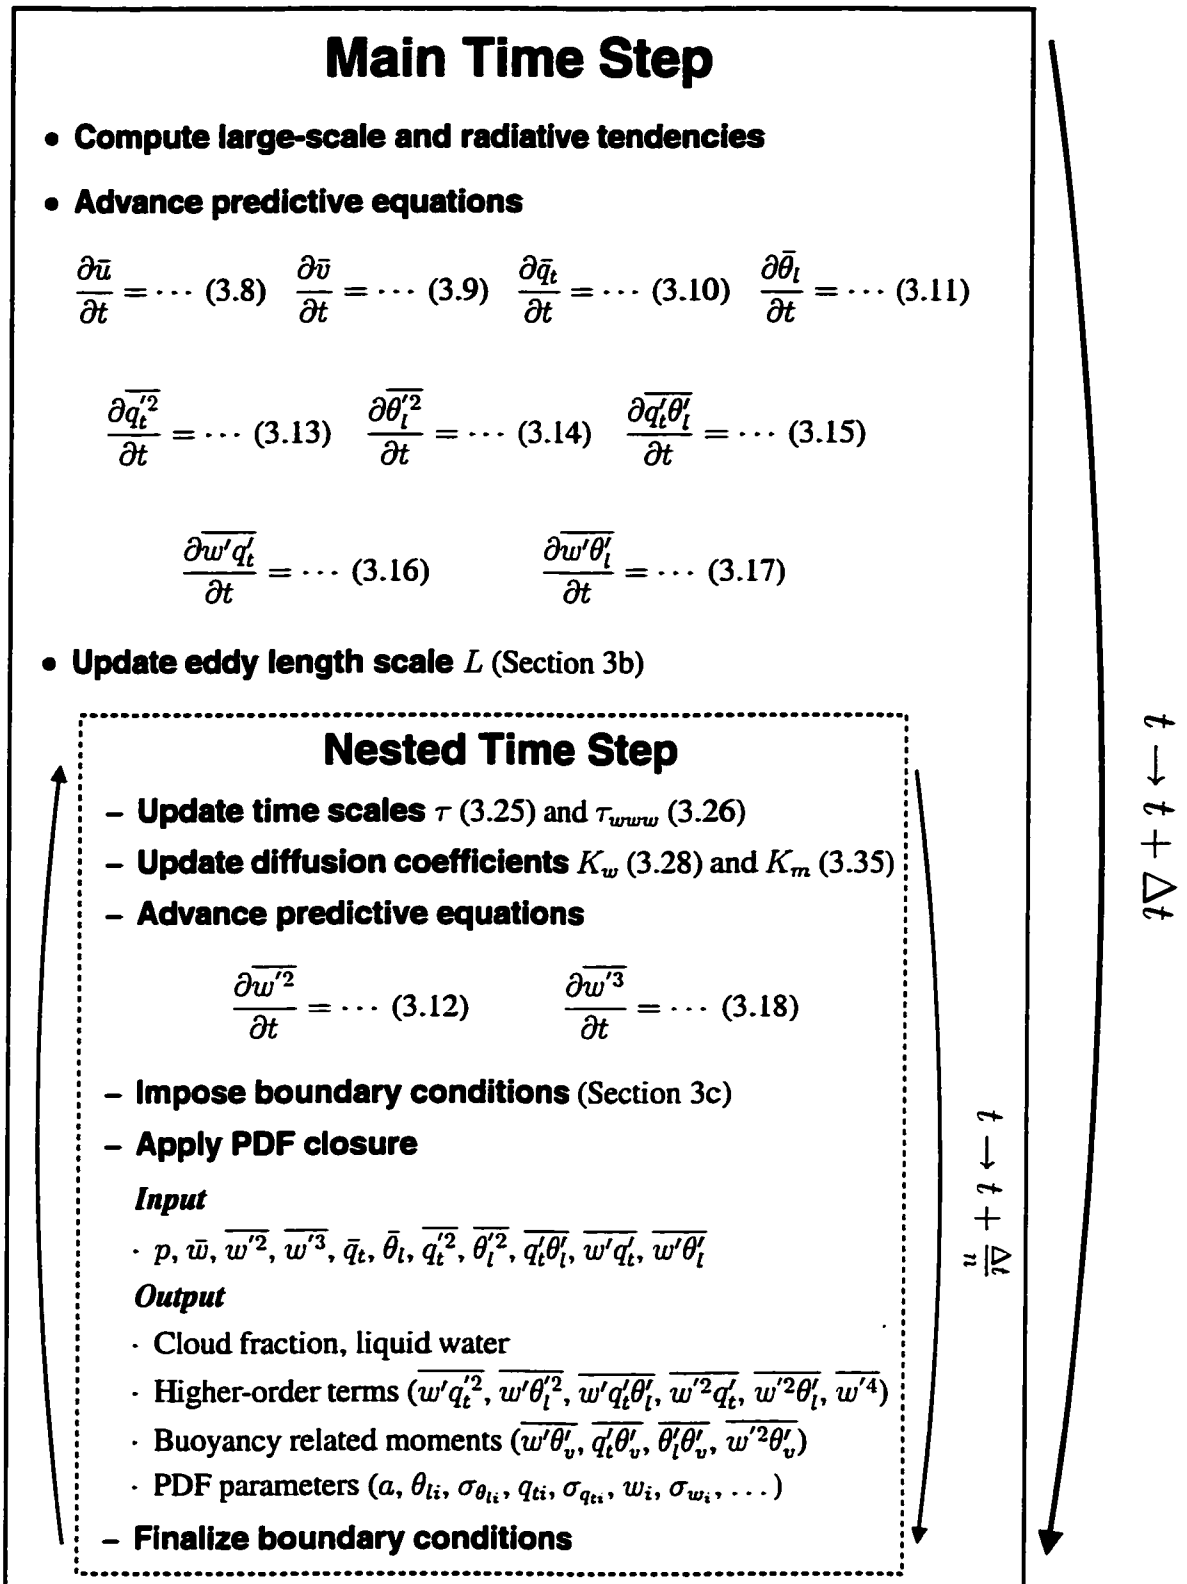 Main Time Step
• Compute large-scale and radiative tendencies
• Advance predictive equations
∂ū/∂t = ⋯ (3.8) ∂v̄/∂t = ⋯ (3.9) ∂q̄_t/∂t = ⋯ (3.10) ∂θ̄_l/∂t = ⋯ (3.11)
∂\overline{q_t'^2}/∂t = ⋯ (3.13) ∂\overline{θ_l'^2}/∂t = ⋯ (3.14) ∂\overline{q_t'θ_l'}/∂t = ⋯ (3.15)
∂\overline{w'q_t'}/∂t = ⋯ (3.16) ∂\overline{w'θ_l'}/∂t = ⋯ (3.17)
• Update eddy length scale L (Section 3b)
Nested Time Step
– Update time scales τ (3.25) and τ_{www} (3.26)
– Update diffusion coefficients K_w (3.28) and K_m (3.35)
– Advance predictive equations
∂\overline{w'^2}/∂t = ⋯ (3.12) ∂\overline{w'^3}/∂t = ⋯ (3.18)
– Impose boundary conditions (Section 3c)
– Apply PDF closure
Input
· p, w̄, \overline{w'^2}, \overline{w'^3}, q̄_t, θ̄_l, \overline{q_t'^2}, \overline{θ_l'^2}, \overline{q_t'θ_l'}, \overline{w'q_t'}, \overline{w'θ_l'}
Output
· Cloud fraction, liquid water
· Higher-order terms (\overline{w'q_t'^2}, \overline{w'θ_l'^2}, \overline{w'q_t'θ_l'}, \overline{w'^2q_t'}, \overline{w'^2θ_l'}, \overline{w'^4})
· Buoyancy related moments (\overline{w'θ_v'}, \overline{q_t'θ_v'}, \overline{θ_l'θ_v'}, \overline{w'^2θ_v'})
· PDF parameters (a, θ_{li}, σ_{θ_{li}}, q_{ti}, σ_{q_{ti}}, w_i, σ_{w_i}, ...)
– Finalize boundary conditions
t → t + Δt/n
t → t + Δt